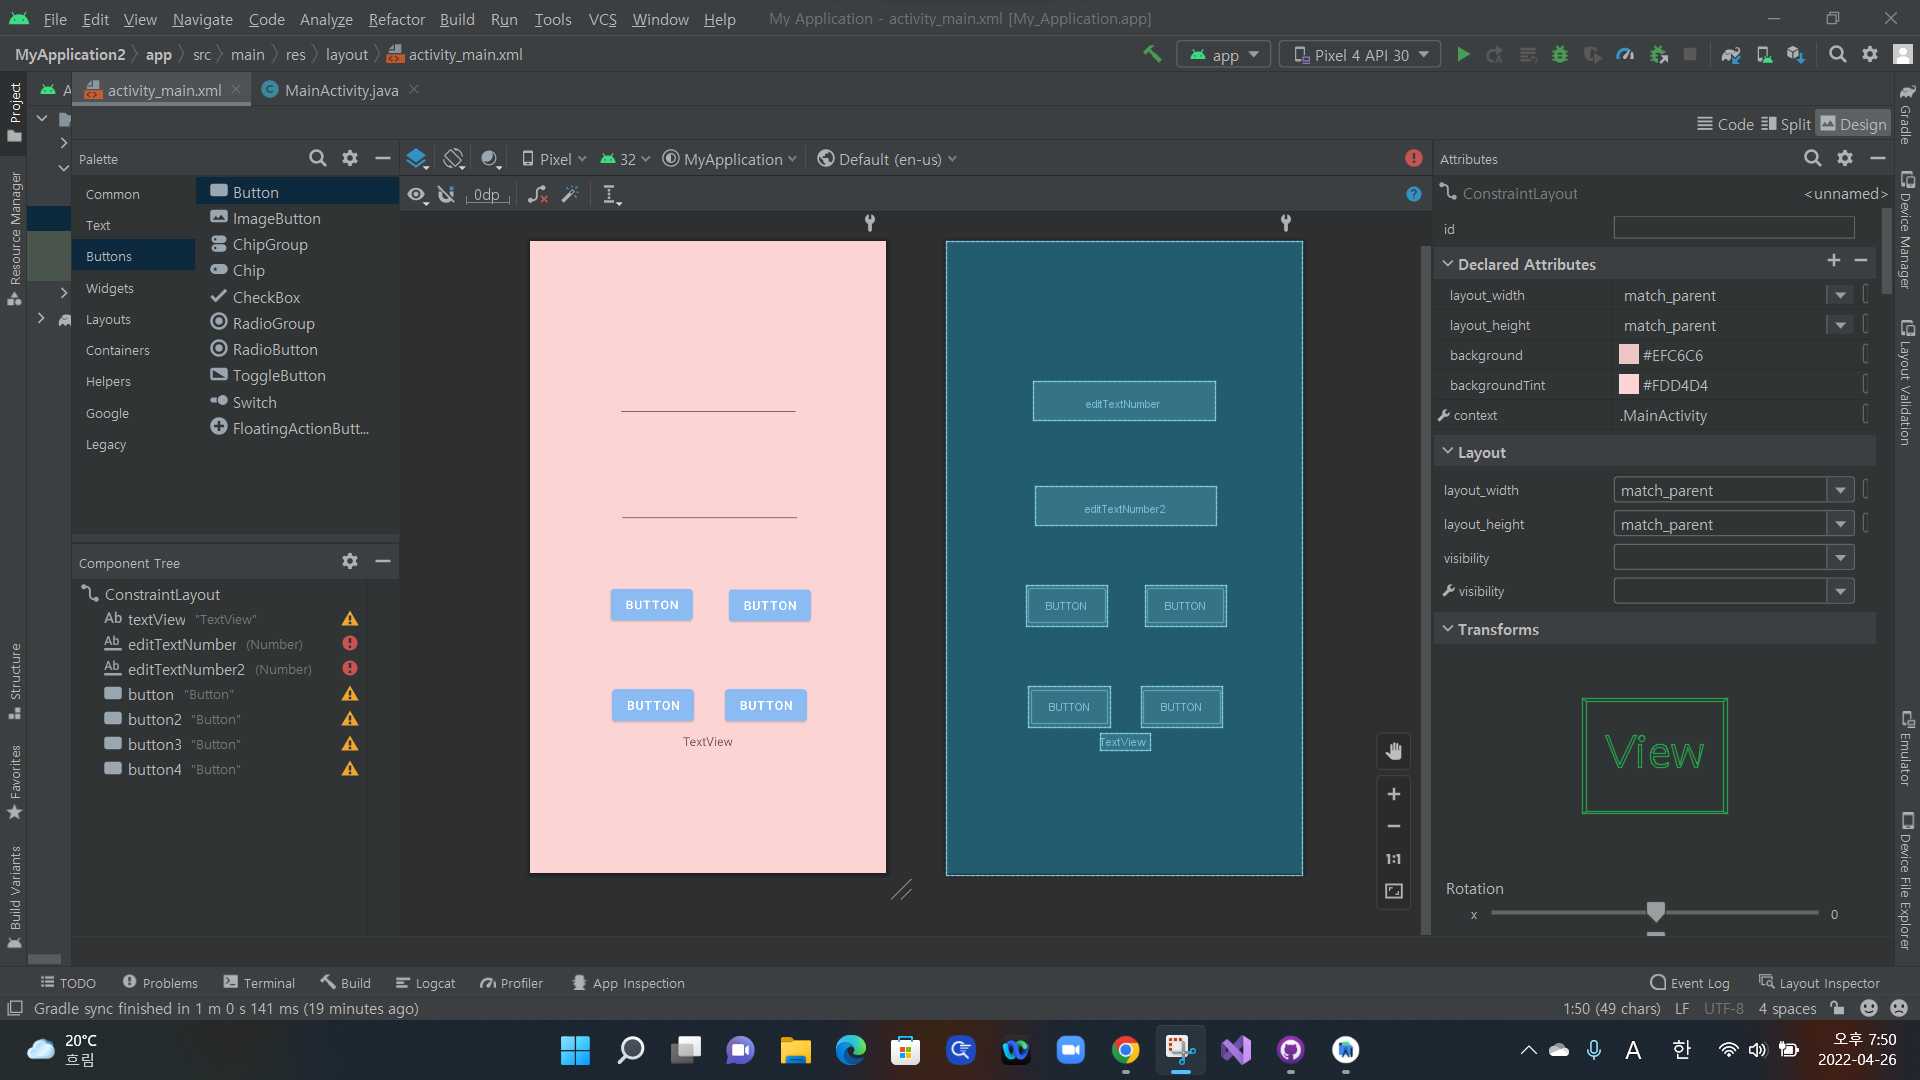 File Edit View Navigate Code Analyze Refactor Build Run Tools VCS Window Help My Application - activity_main.xml [My_Application.app]
MyApplication2 app src main res layout activity_main.xml app Pixel 4 API 30
Project
A activity_main.xml MainActivity.java
Code Split Design
Gradle
Palette
Pixel 32 MyApplication Default (en-us)
Attributes
Resource Manager
Common
Text
Buttons
Widgets
Layouts
Containers
Helpers
Google
Legacy
Button
ImageButton
ChipGroup
Chip
CheckBox
RadioGroup
RadioButton
ToggleButton
Switch
FloatingActionButt...
0dp
ConstraintLayout <unnamed>
id
Declared Attributes
layout_width match_parent
layout_height match_parent
background #EFC6C6
backgroundTint #FDD4D4
context .MainActivity
Layout
layout_width match_parent
layout_height match_parent
visibility
visibility
Transforms
View
Rotation
x 0
Device Manager
Layout Validation
Emulator
Device File Explorer
Component Tree
ConstraintLayout
Ab textView "TextView"
Ab editTextNumber (Number)
Ab editTextNumber2 (Number)
button "Button"
button2 "Button"
button3 "Button"
button4 "Button"
BUTTON BUTTON
BUTTON BUTTON
TextView
editTextNumber
editTextNumber2
BUTTON BUTTON
BUTTON BUTTON
TextView
1:1
Structure
Favorites
Build Variants
TODO Problems Terminal Build Logcat Profiler App Inspection Event Log Layout Inspector
Gradle sync finished in 1 m 0 s 141 ms (19 minutes ago) 1:50 (49 chars) LF UTF-8 4 spaces
20°C
흐림
A 한
오후 7:50
2022-04-26